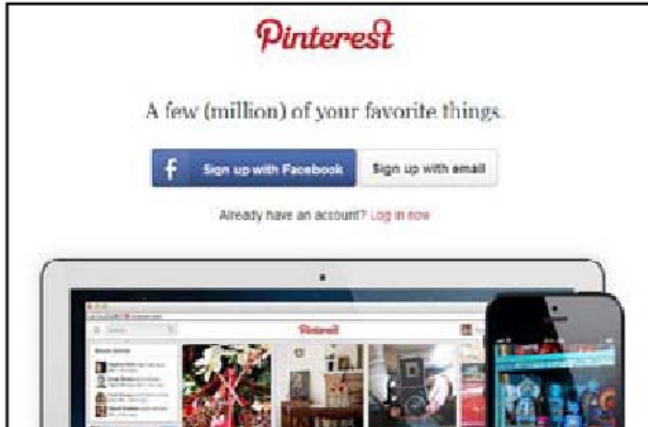 Pinterest
A few (million) of your favorite things.
f Sign up with Facebook Sign up with email
Already have an account? Log in now
Pinterest